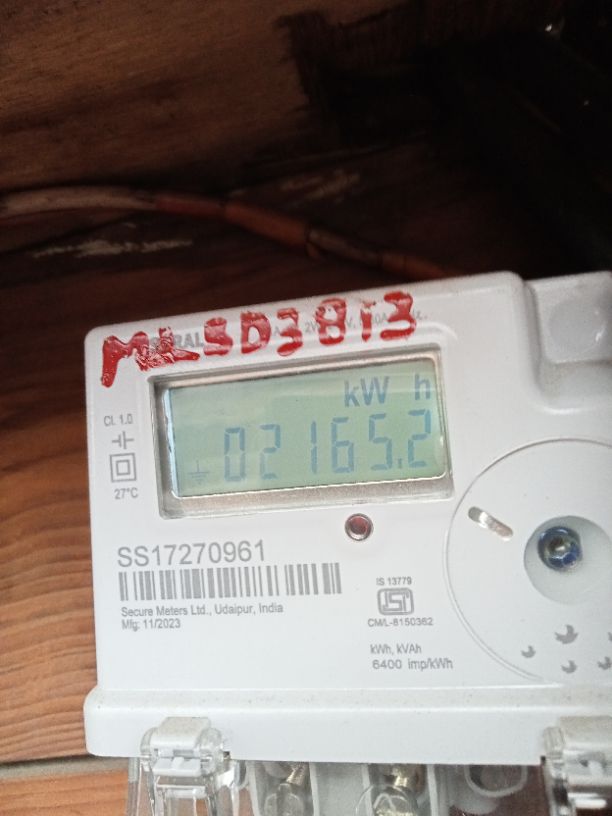 MLSD3813
Cl. 1.0
27°C
kW h
02165.2
SS17270961
Secure Meters Ltd., Udaipur, India
Mfg: 11/2023
IS 13779
ISI
CM/L-8150362
kWh, kVAh
6400 imp/kWh